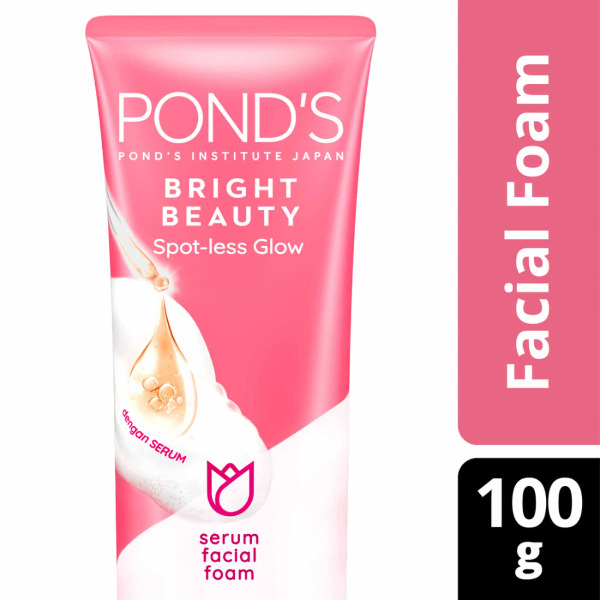 POND'S
POND'S INSTITUTE JAPAN
BRIGHT
BEAUTY
Spot-less Glow
dengan SERUM
serum
facial
foam
Facial Foam
100
g